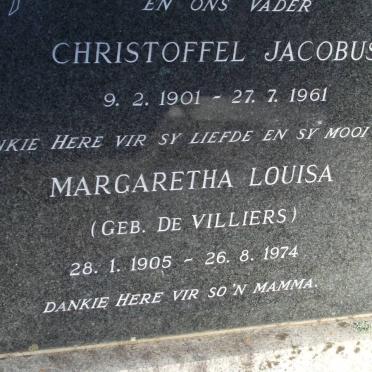 EN ONS VADER
CHRISTOFFEL JACOBUS
9. 2. 1901 - 27. 7. 1961
HERE VIR SY LIEFDE EN SY MOOI
MARGARETHA LOUISA
(GEB. DE VILLIERS)
28. 1. 1905 - 26. 8. 1974
DANKIE HERE VIR SO'N MAMMA.